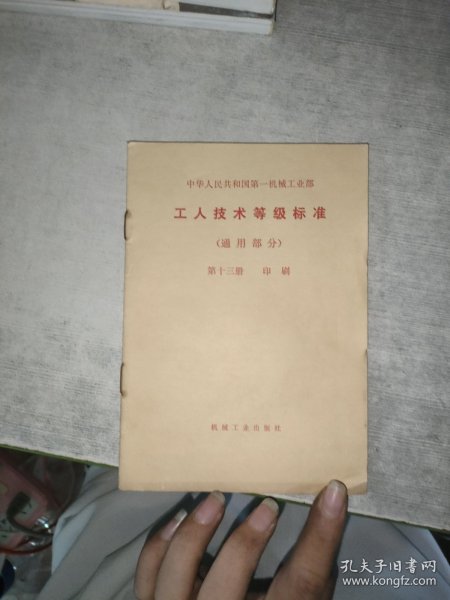 中华人民共和国第一机械工业部
工人技术等级标准
（通用部分）
第十三册 印刷
机械工业出版社
孔夫子旧书网
www.kongfz.com